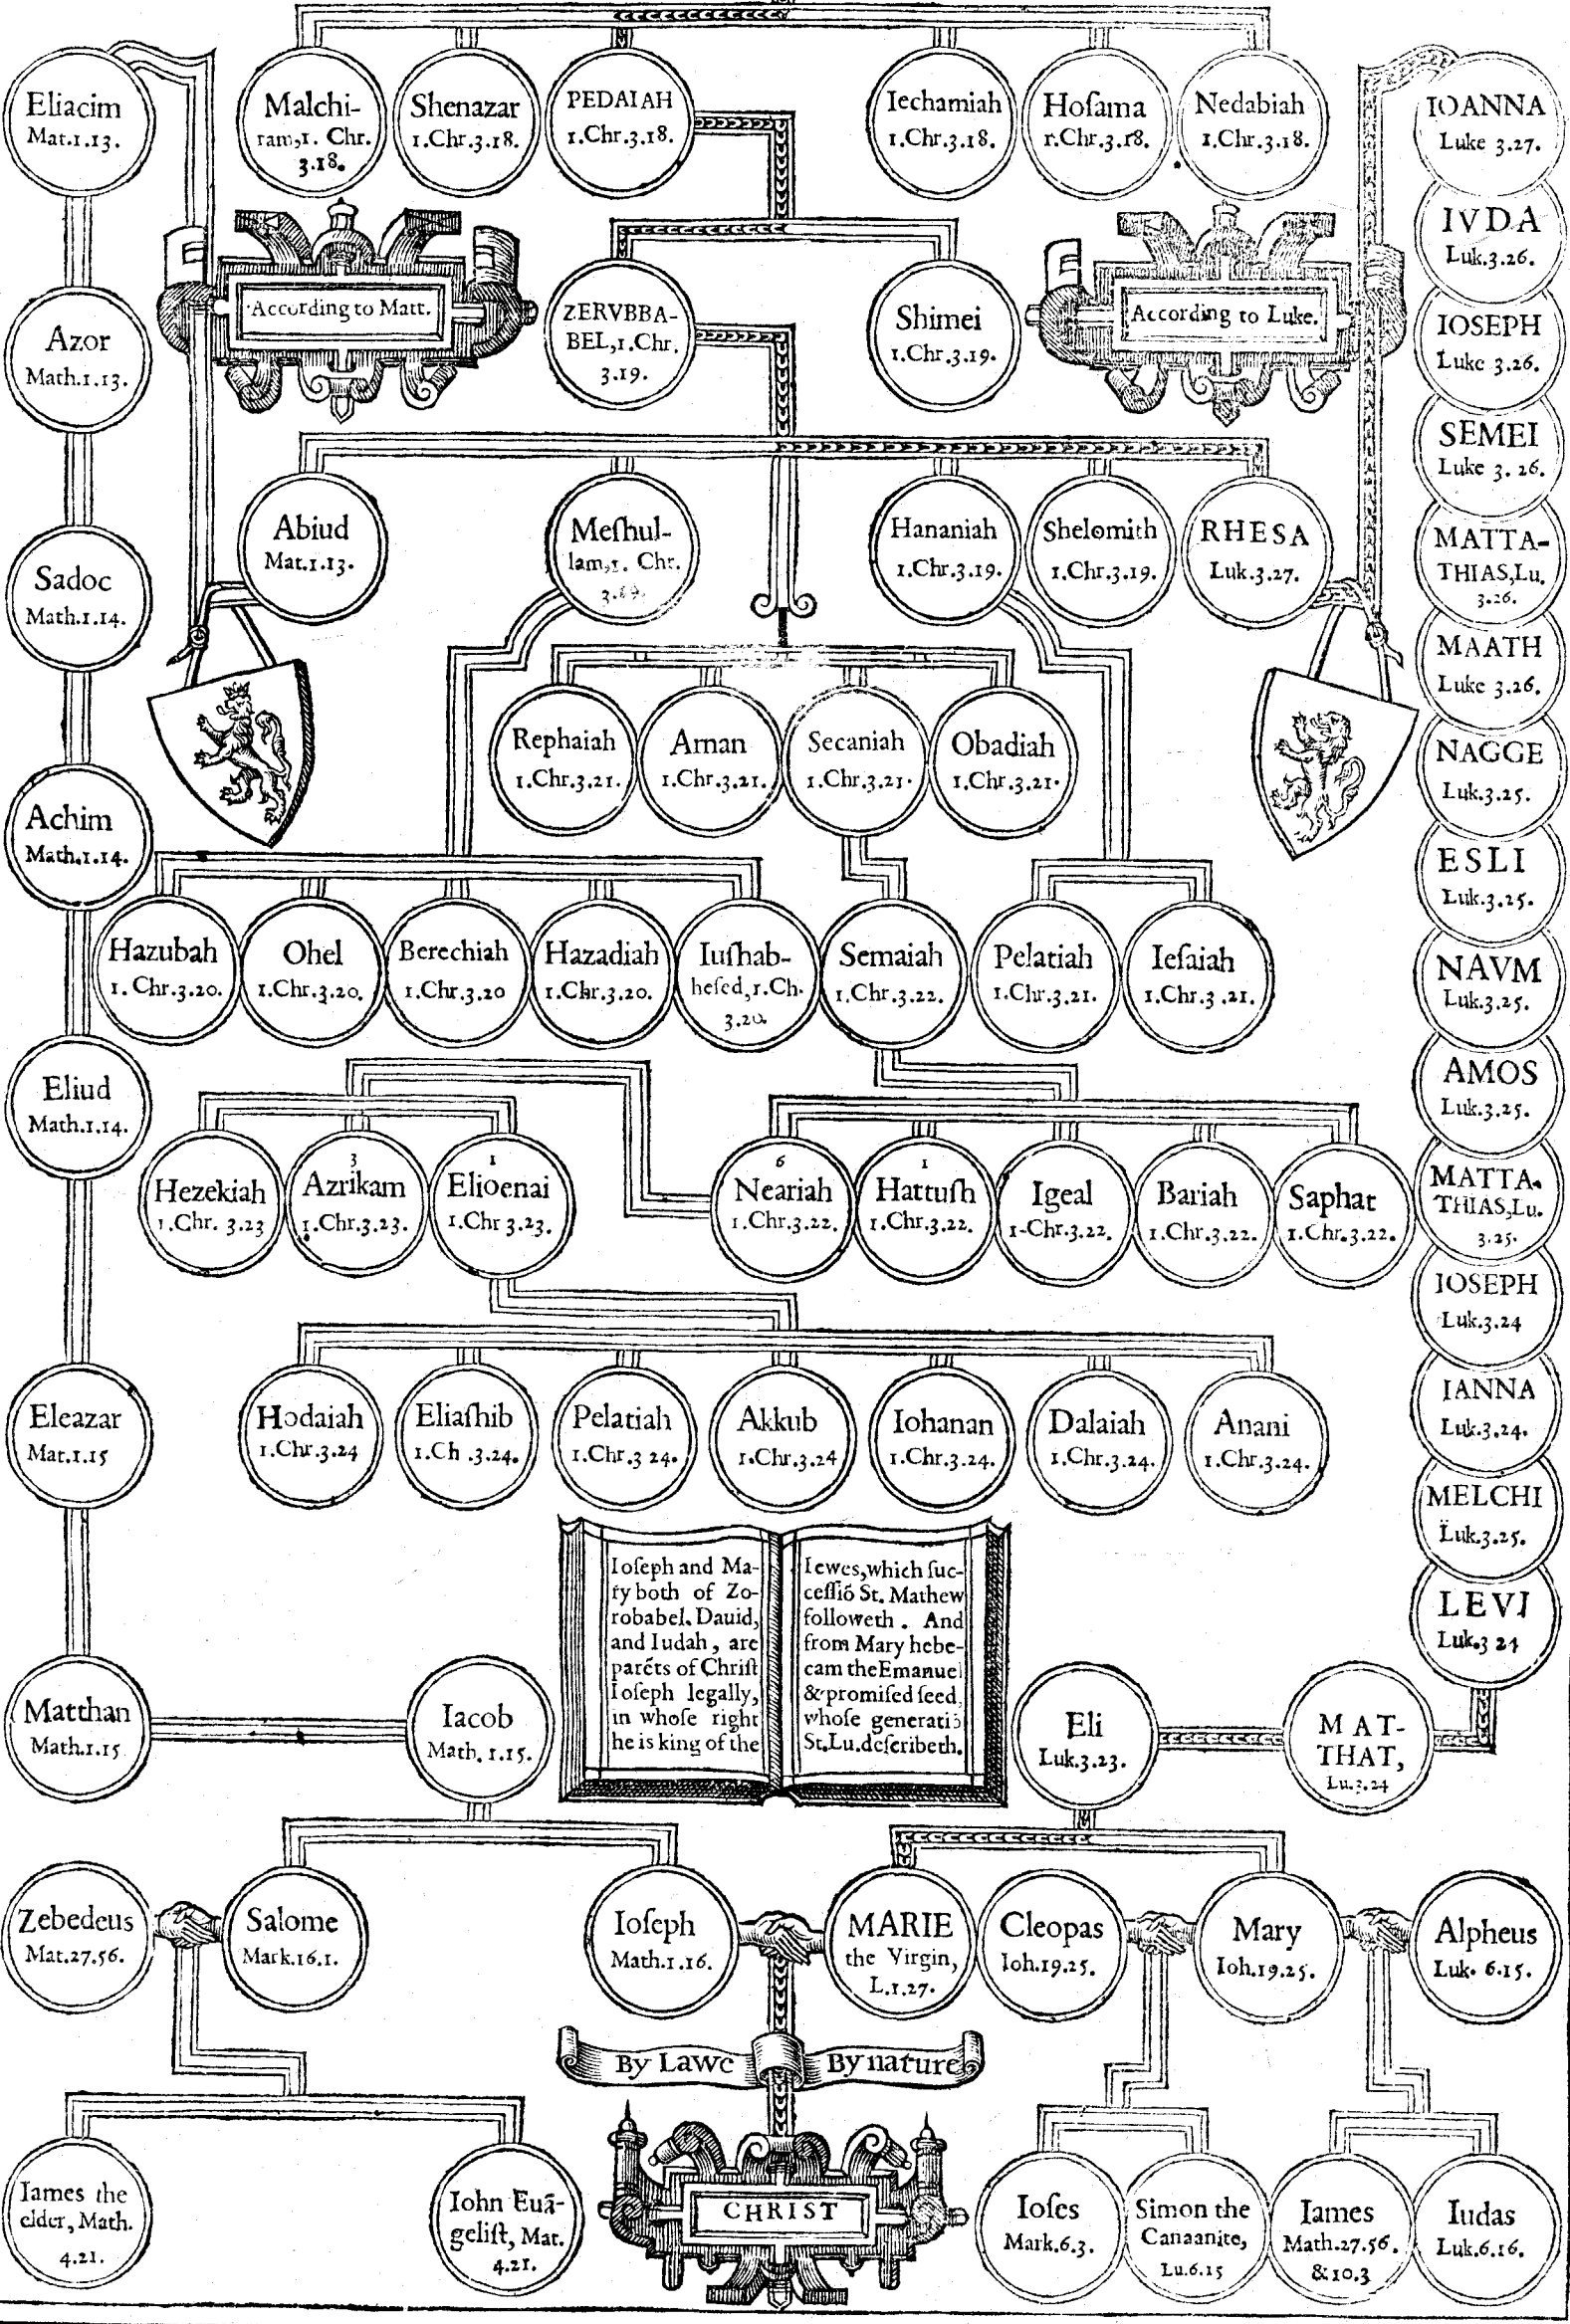 Eliacim
Mat.1.13.
Malchi-
ram,1. Chr.
3.18.
Shenazar
1.Chr.3.18.
PEDAIAH
1.Chr.3.18.
Iechamiah
1.Chr.3.18.
Hoſama
1.Chr.3.18.
Nedabiah
1.Chr.3.18.
IOANNA
Luke 3.27.
IVDA
Luk.3.26.
According to Matt.
ZERVBBA-
BEL,1.Chr.
3.19.
Shimei
1.Chr.3.19.
According to Luke.
Azor
Math.1.13.
IOSEPH
Luke 3.26.
SEMEI
Luke 3. 26.
Abiud
Mat.1.13.
Meſhul-
lam,1. Chr.
3.19.
Hananiah
1.Chr.3.19.
Shelomith
1.Chr.3.19.
RHESA
Luk.3.27.
MATTA-
THIAS,Lu.
3.26.
Sadoc
Math.1.14.
MAATH
Luke 3.26.
Rephaiah
1.Chr.3.21.
Arnan
1.Chr.3.21.
Secaniah
1.Chr.3.21.
Obadiah
1.Chr.3.21.
NAGGE
Luk.3.25.
Achim
Math.1.14.
ESLI
Luk.3.25.
Hazubah
1. Chr.3.20.
Ohel
1.Chr.3.20.
Berechiah
1.Chr.3.20
Hazadiah
1.Chr.3.20.
Iuſhab-
heſed,1.Ch.
3.20.
Semaiah
1.Chr.3.22.
Pelatiah
1.Chr.3.21.
Ieſaiah
1.Chr.3.21.
NAVM
Luk.3.25.
Eliud
Math.1.14.
AMOS
Luk.3.25.
Hezekiah
1.Chr. 3.23
3
Azrikam
1.Chr.3.23.
1
Elioenai
1.Chr 3.23.
6
Neariah
1.Chr.3.22.
1
Hattuſh
1.Chr.3.22.
Igeal
1-Chr.3.22.
Bariah
1.Chr.3.22.
Saphat
1.Chr.3.22.
MATTA-
THIAS,Lu.
3.25.
IOSEPH
Luk.3.24
Eleazar
Mat.1.15
Hodaiah
1.Chr.3.24
Eliaſhib
1.Ch .3.24.
Pelatiah
1.Chr.3 24.
Akkub
1.Chr.3.24
Iohanan
1.Chr.3.24.
Dalaiah
1.Chr.3.24.
Anani
1.Chr.3.24.
IANNA
Luk.3.24.
MELCHI
Luk.3.25.
LEVI
Luk.3 24
Ioſeph and Ma-
ry both of Zo-
robabel. Dauid,
and Iudah, are
parẽts of Chriſt
Ioſeph legally,
in whoſe right
he is king of the
Iewes,which ſuc-
ceſſiõ St. Mathew
followeth . And
from Mary hebe-
cam theEmanuel
&promiſed ſeed,
whoſe generatiõ
St.Lu.deſcribeth.
Matthan
Math.1.15
Iacob
Math. 1.15.
Eli
Luk.3.23.
MAT-
THAT,
Lu.3.24
Zebedeus
Mat.27.56.
Salome
Mark.16.1.
Ioſeph
Math.1.16.
MARIE
the Virgin,
L.1.27.
Cleopas
Ioh.19.25.
Mary
Ioh.19.25.
Alpheus
Luk. 6.15.
By Lawe
By nature
Iames the
elder, Math.
4.21.
Iohn Euã-
geliſt, Mat.
4.21.
CHRIST
Ioſes
Mark.6.3.
Simon the
Canaanite,
Lu.6.15
Iames
Math.27.56.
& 10.3
Iudas
Luk.6.16.